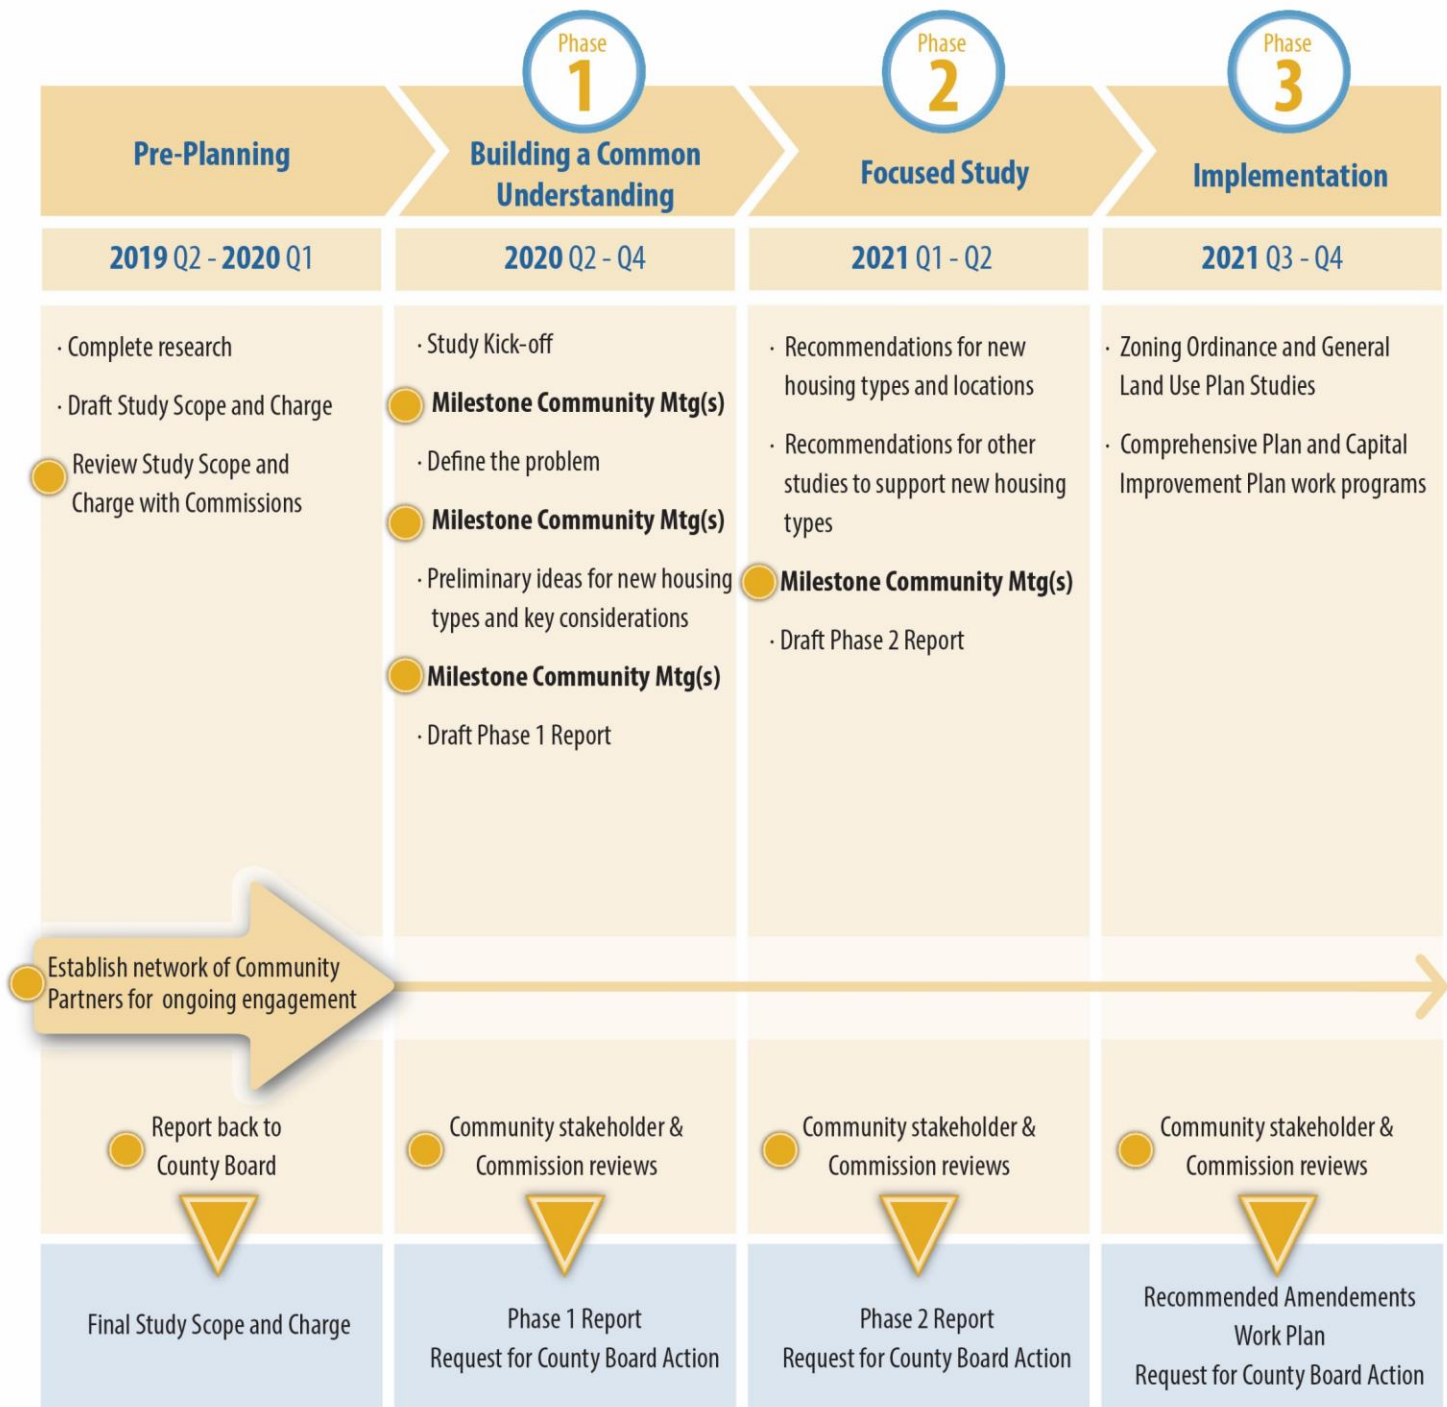 Phase
1
Phase
2
Phase
3
Pre-Planning
Building a Common
Understanding
Focused Study
Implementation
2019 Q2 - 2020 Q1
2020 Q2 - Q4
2021 Q1 - Q2
2021 Q3 - Q4
· Complete research
· Draft Study Scope and Charge
Review Study Scope and
Charge with Commissions
· Study Kick-off
Milestone Community Mtg(s)
· Define the problem
Milestone Community Mtg(s)
· Preliminary ideas for new housing
types and key considerations
Milestone Community Mtg(s)
· Draft Phase 1 Report
· Recommendations for new
housing types and locations
· Recommendations for other
studies to support new housing
types
Milestone Community Mtg(s)
· Draft Phase 2 Report
· Zoning Ordinance and General
Land Use Plan Studies
· Comprehensive Plan and Capital
Improvement Plan work programs
Establish network of Community
Partners for ongoing engagement
Report back to
County Board
Community stakeholder &
Commission reviews
Community stakeholder &
Commission reviews
Community stakeholder &
Commission reviews
Final Study Scope and Charge
Phase 1 Report
Request for County Board Action
Phase 2 Report
Request for County Board Action
Recommended Amendements
Work Plan
Request for County Board Action